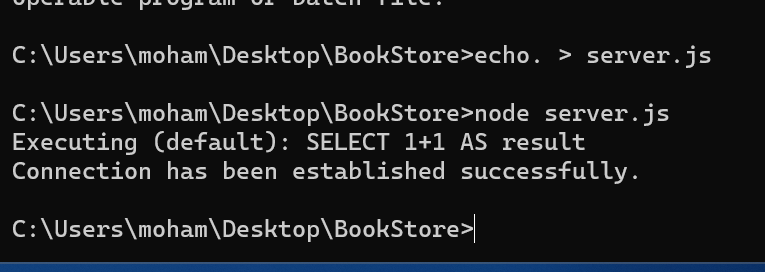 operable program or batch file.
C:\Users\moham\Desktop\BookStore>echo. > server.js
C:\Users\moham\Desktop\BookStore>node server.js
Executing (default): SELECT 1+1 AS result
Connection has been established successfully.
C:\Users\moham\Desktop\BookStore>